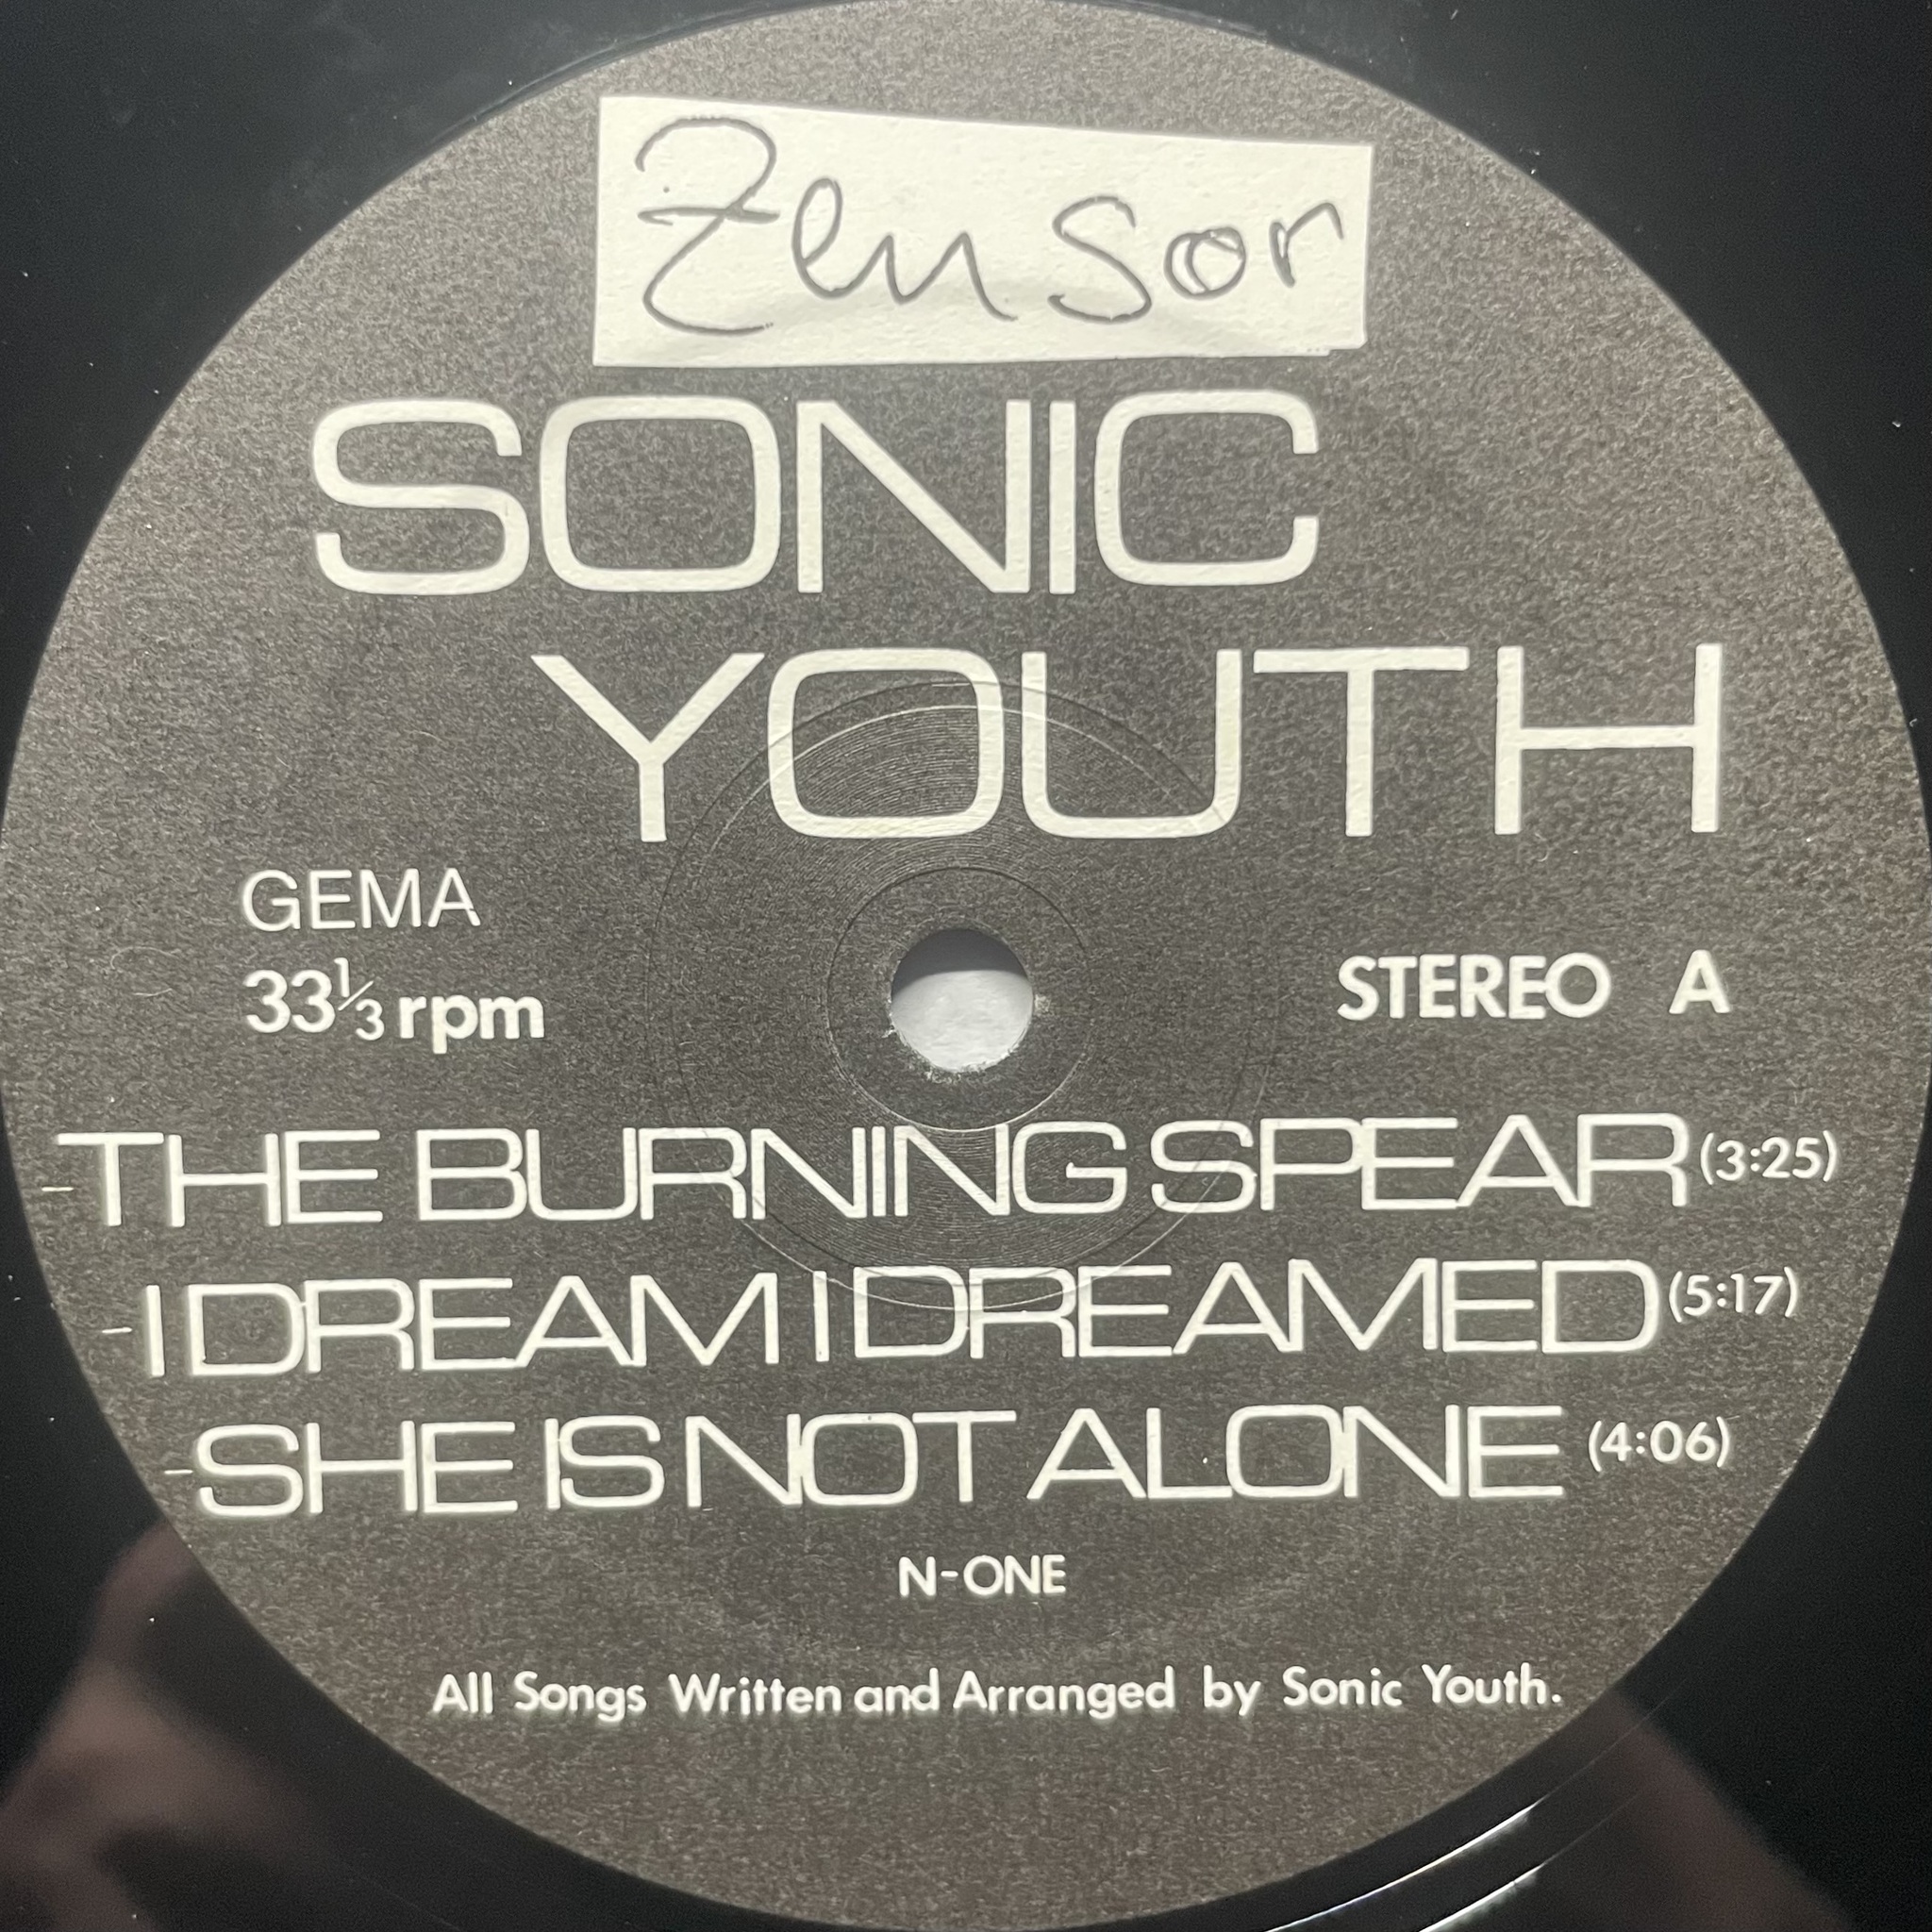 Zensor
SONIC
YOUTH
GEMA
33⅓ rpm
STEREO A
-THE BURNING SPEAR (3:25)
-I DREAM I DREAMED (5:17)
-SHE IS NOT ALONE (4:06)
N-ONE
All Songs Written and Arranged by Sonic Youth.